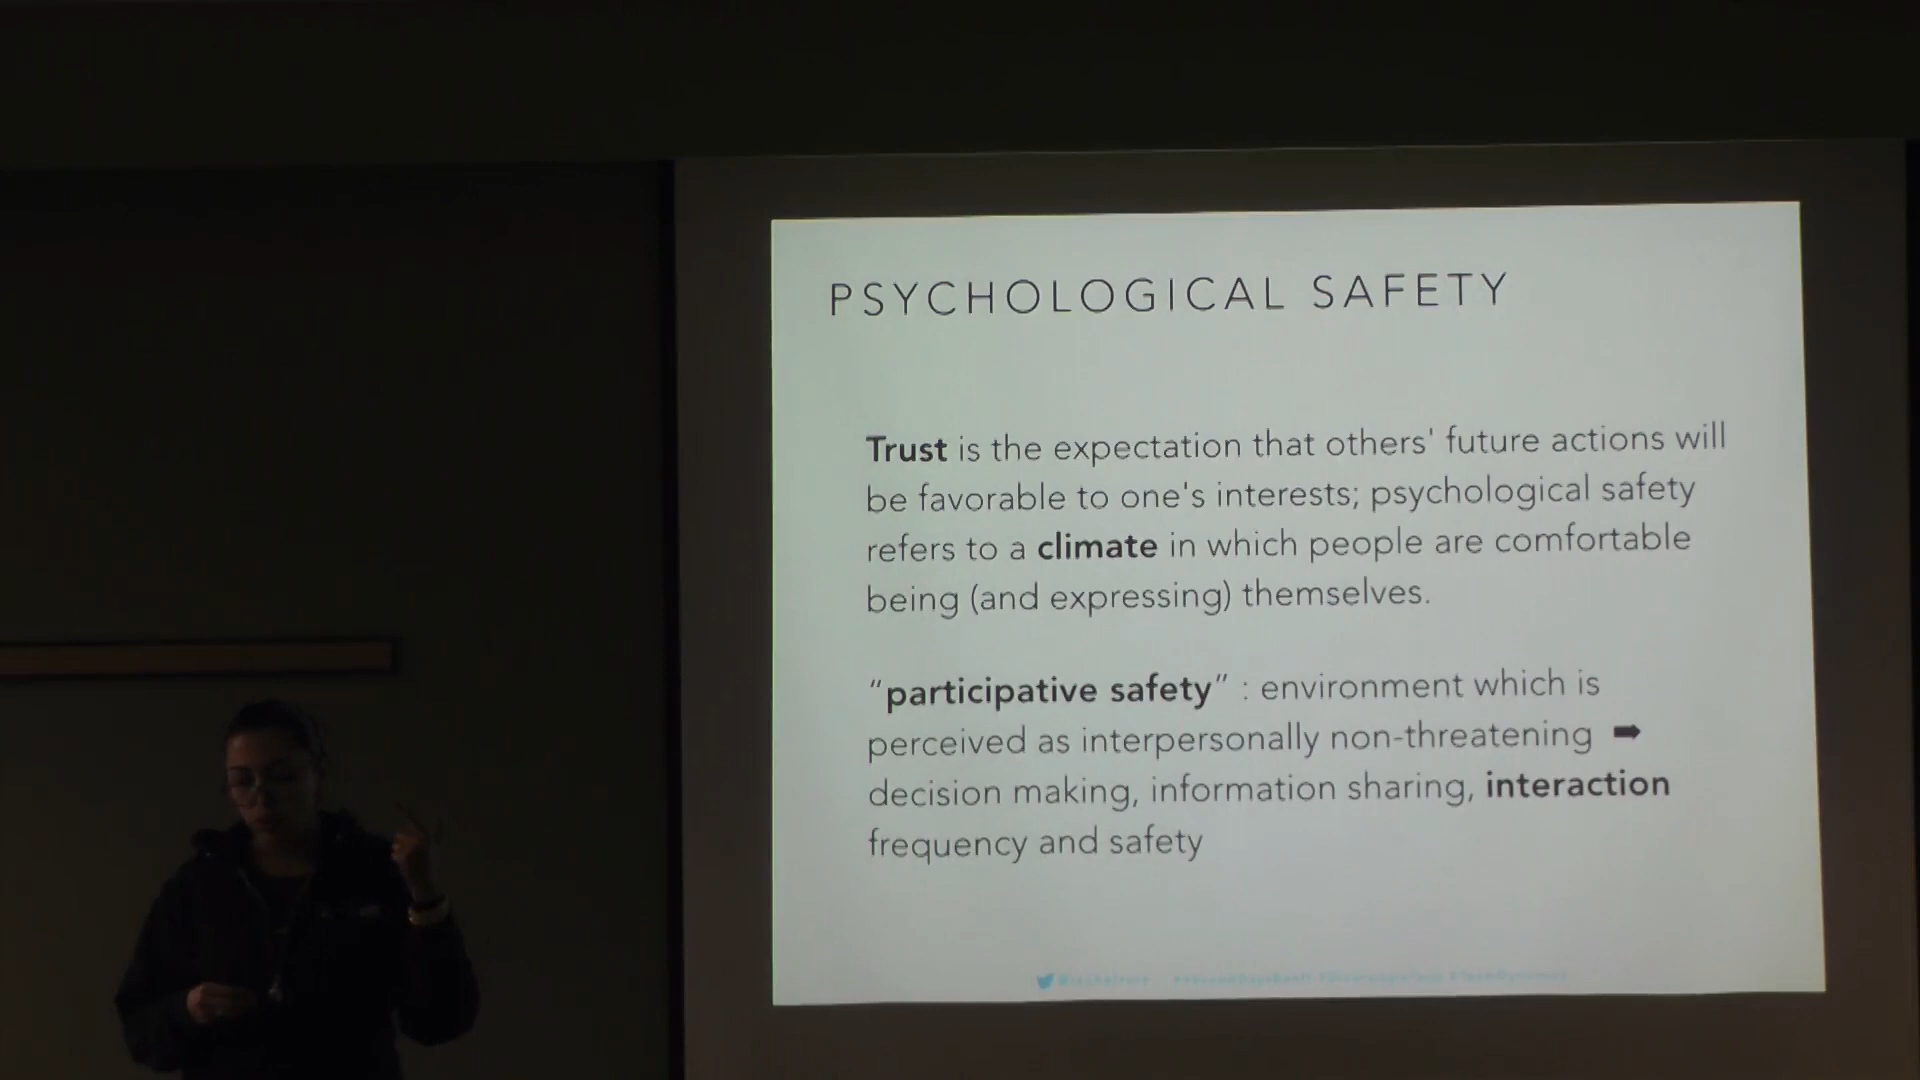 PSYCHOLOGICAL SAFETY
Trust is the expectation that others' future actions will
be favorable to one's interests; psychological safety
refers to a climate in which people are comfortable
being (and expressing) themselves.
“participative safety” : environment which is
perceived as interpersonally non-threatening ➡
decision making, information sharing, interaction
frequency and safety